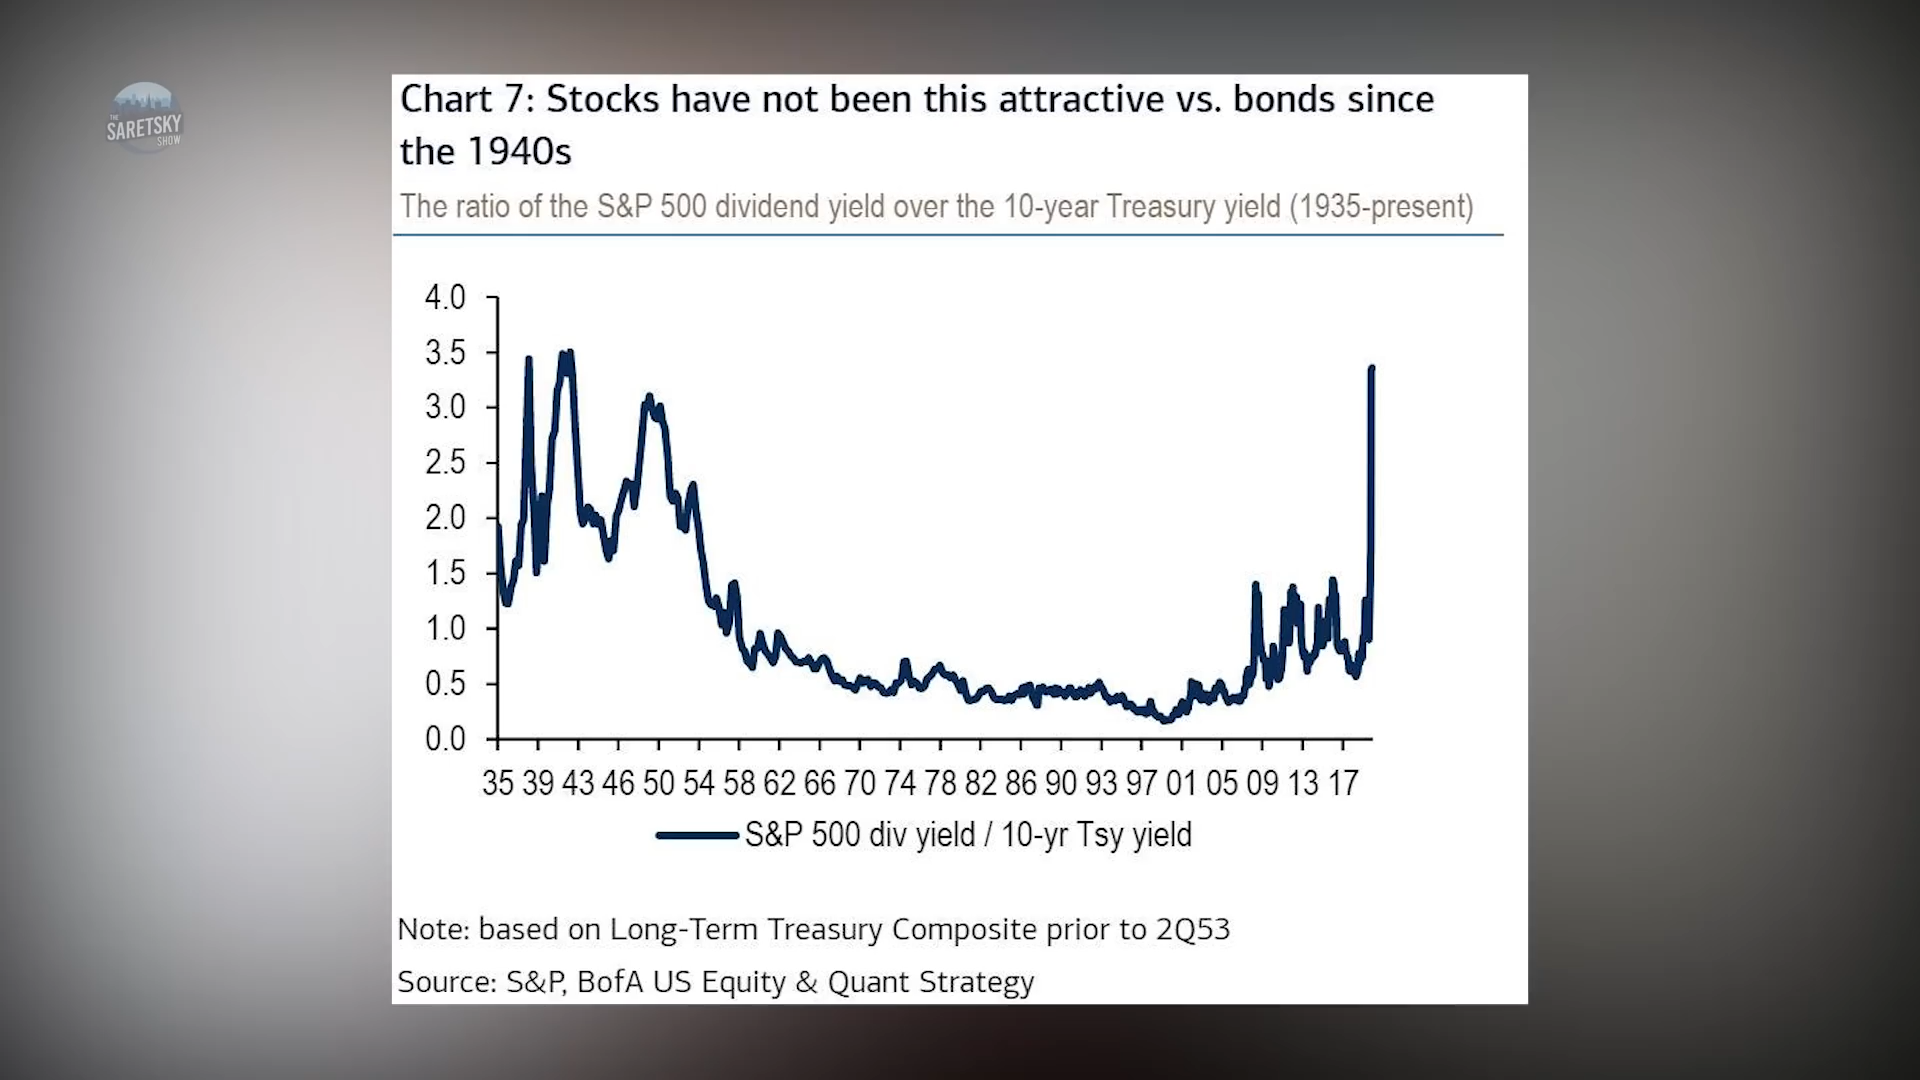 THE
SARETSKY
SHOW
Chart 7: Stocks have not been this attractive vs. bonds since
the 1940s
The ratio of the S&P 500 dividend yield over the 10-year Treasury yield (1935-present)
4.0
3.5
3.0
2.5
2.0
1.5
1.0
0.5
0.0
35 39 43 46 50 54 58 62 66 70 74 78 82 86 90 93 97 01 05 09 13 17
S&P 500 div yield / 10-yr Tsy yield
Note: based on Long-Term Treasury Composite prior to 2Q53
Source: S&P, BofA US Equity & Quant Strategy